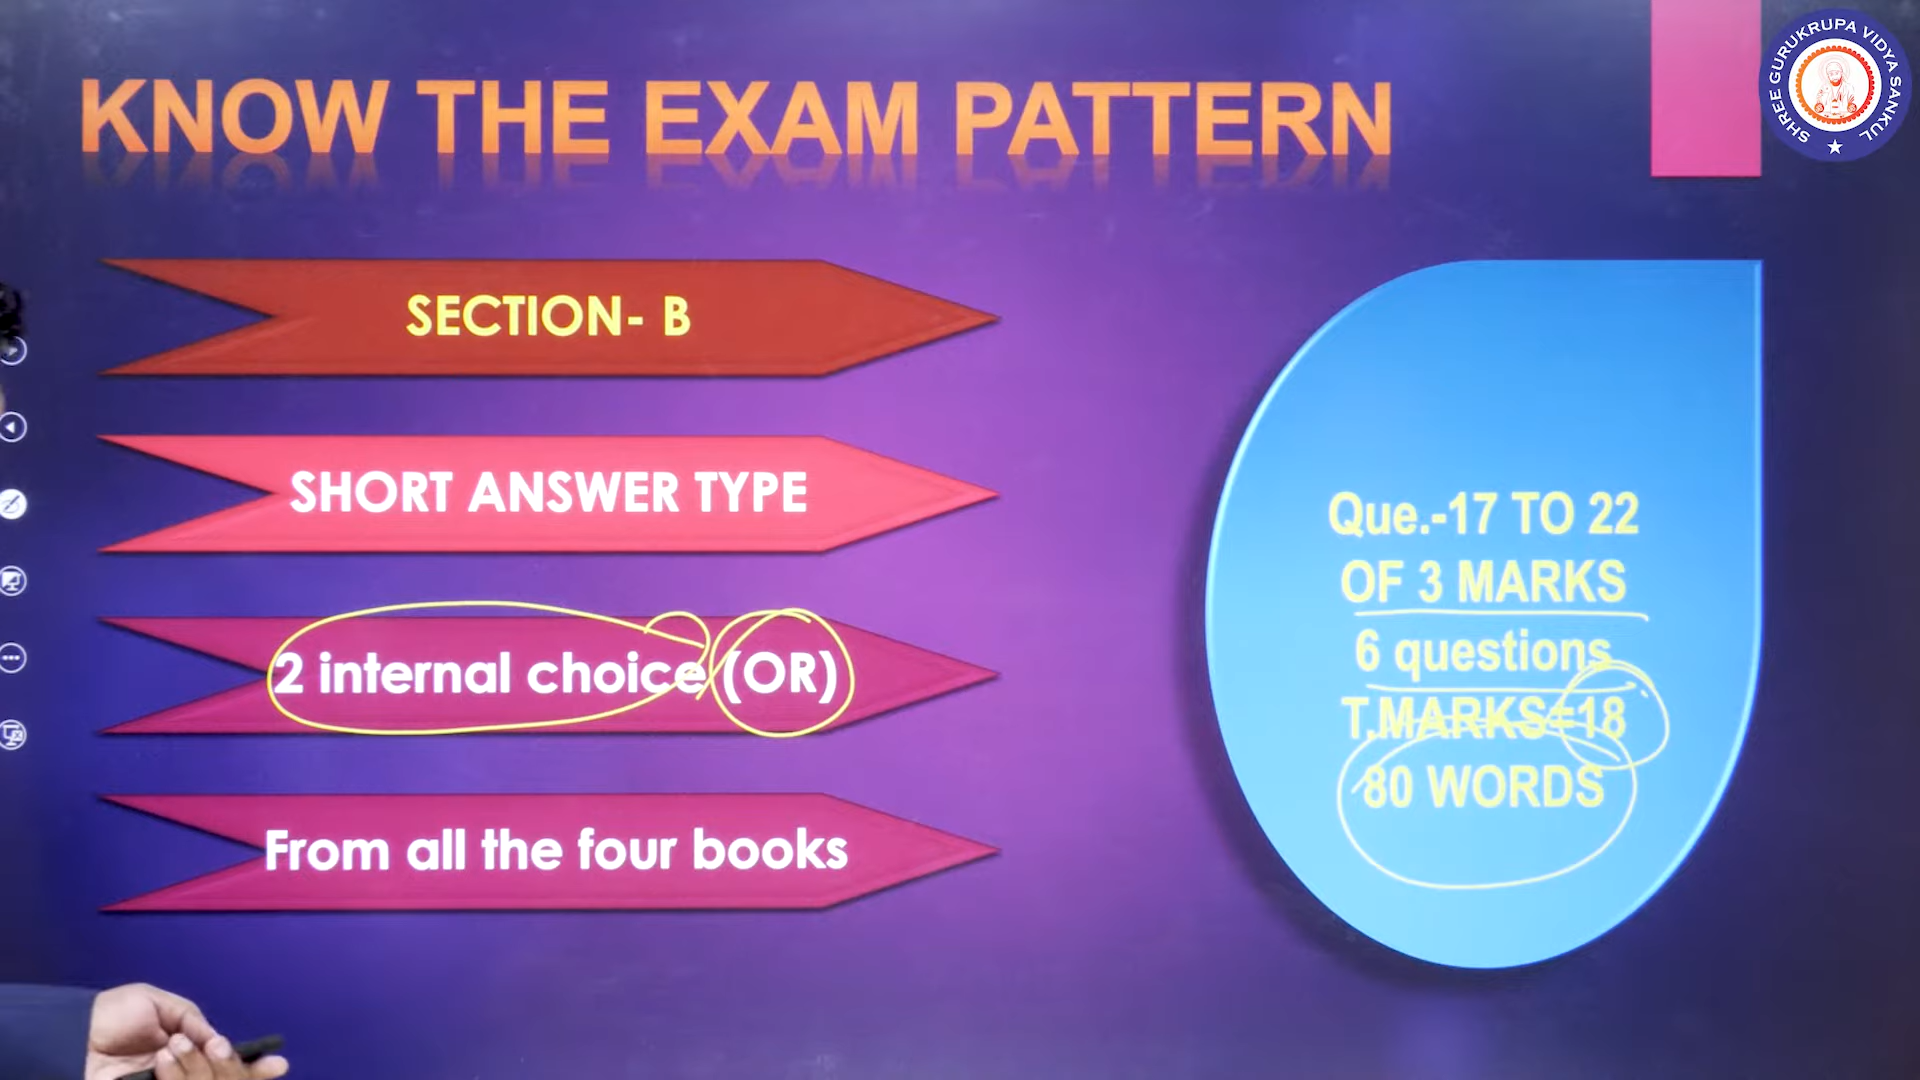 KNOW THE EXAM PATTERN
SHREE GURUKRUPA VIDYA SANKUL
SECTION- B
SHORT ANSWER TYPE
2 internal choice (OR)
From all the four books
Que.-17 TO 22
OF 3 MARKS
6 questions
T.MARKS=18
80 WORDS